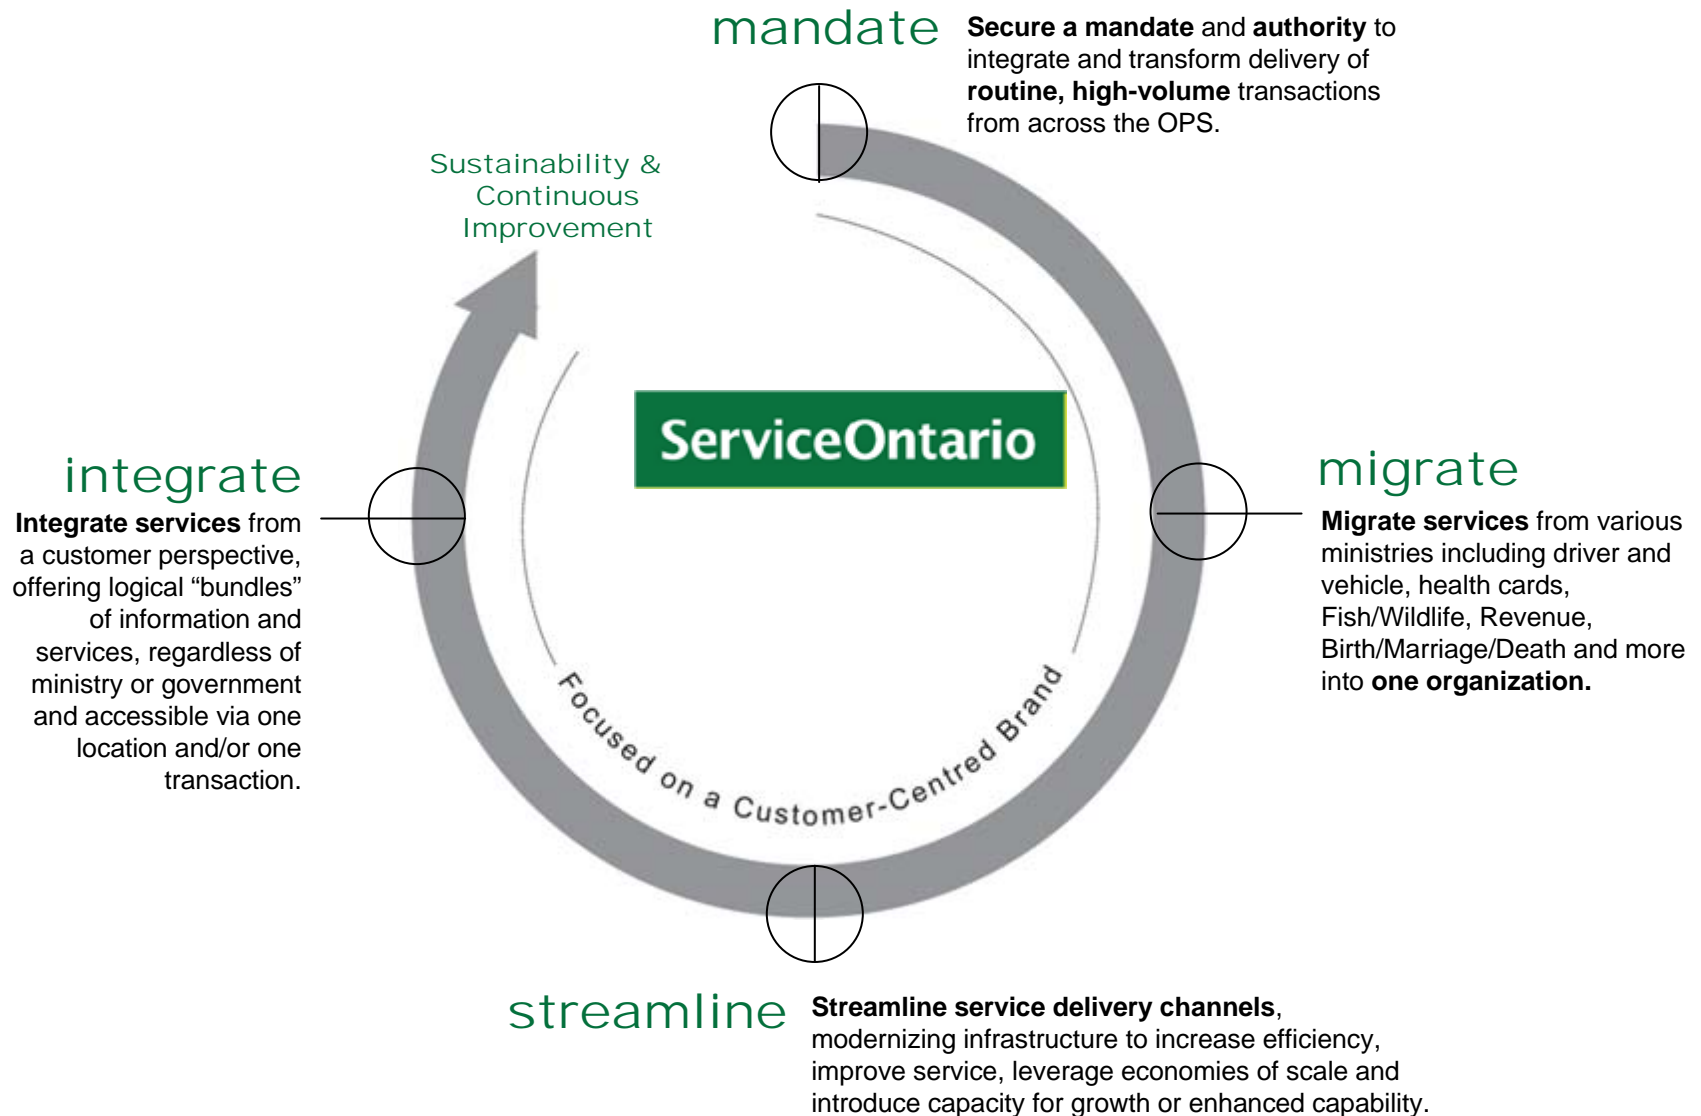 mandate
Secure a mandate and authority to
integrate and transform delivery of
routine, high-volume transactions
from across the OPS.
Sustainability &
Continuous
Improvement
ServiceOntario
integrate
Integrate services from
a customer perspective,
offering logical “bundles”
of information and
services, regardless of
ministry or government
and accessible via one
location and/or one
transaction.
migrate
Migrate services from various
ministries including driver and
vehicle, health cards,
Fish/Wildlife, Revenue,
Birth/Marriage/Death and more
into one organization.
Focused on a Customer-Centred Brand
streamline
Streamline service delivery channels,
modernizing infrastructure to increase efficiency,
improve service, leverage economies of scale and
introduce capacity for growth or enhanced capability.